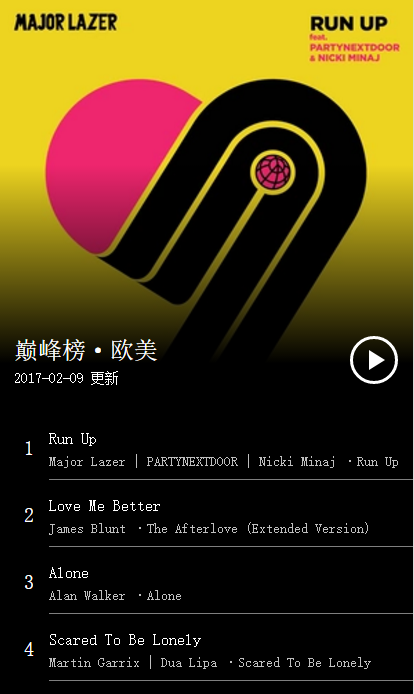 MAJOR LAZER
RUN UP
feat.
PARTYNEXTDOOR
& NICKI MINAJ
巅峰榜·欧美
2017-02-09 更新
1
Run Up
Major Lazer | PARTYNEXTDOOR | Nicki Minaj ·Run Up
2
Love Me Better
James Blunt ·The Afterlove (Extended Version)
3
Alone
Alan Walker ·Alone
4
Scared To Be Lonely
Martin Garrix | Dua Lipa ·Scared To Be Lonely